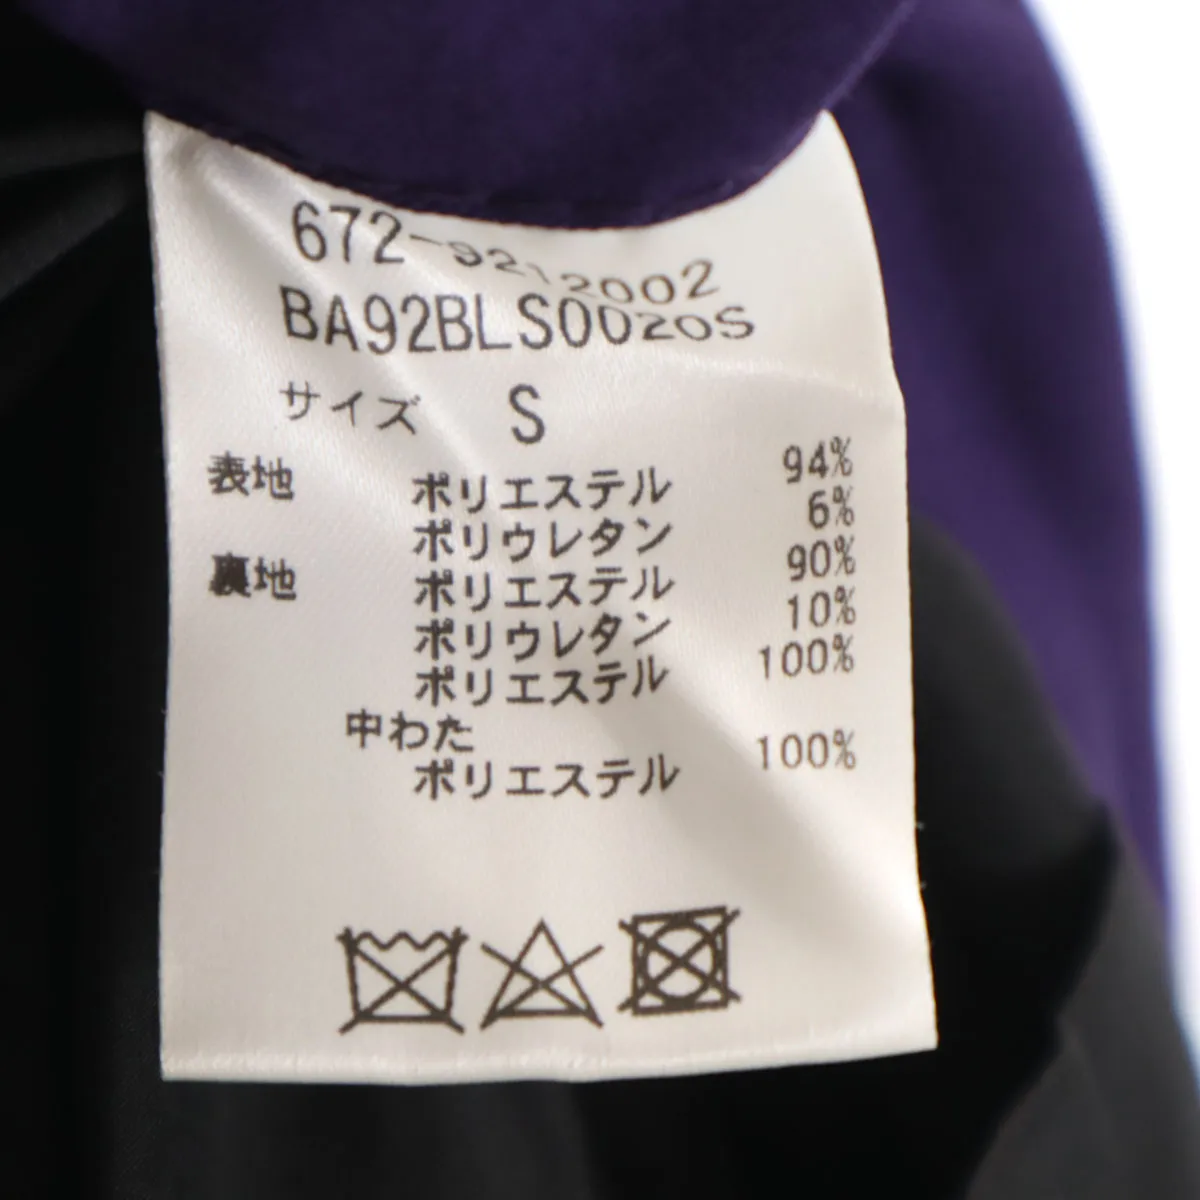 672-9212002
BA92BLS0020S
サイズ S
表地 ポリエステル 94%
ポリウレタン 6%
裏地 ポリエステル 90%
ポリウレタン 10%
ポリエステル 100%
中わた
ポリエステル 100%